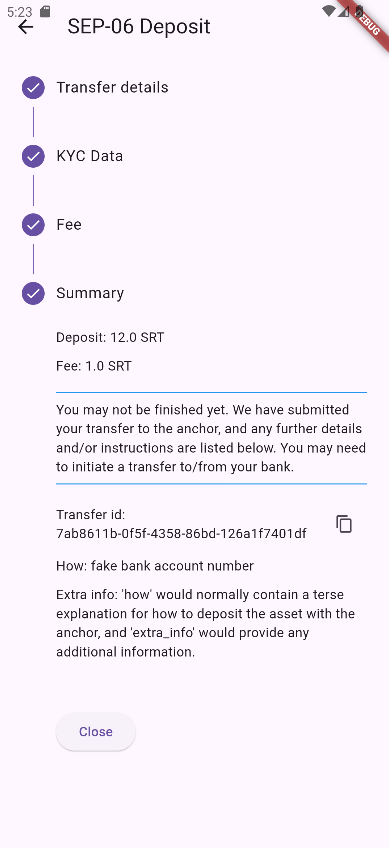 5:23
SEP-06 Deposit
Transfer details
KYC Data
Fee
Summary
Deposit: 12.0 SRT
Fee: 1.0 SRT
You may not be finished yet. We have submitted
your transfer to the anchor, and any further details
and/or instructions are listed below. You may need
to initiate a transfer to/from your bank.
Transfer id:
7ab8611b-0f5f-4358-86bd-126a1f7401df
How: fake bank account number
Extra info: 'how' would normally contain a terse
explanation for how to deposit the asset with the
anchor, and 'extra_info' would provide any
additional information.
Close